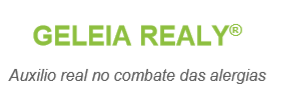 GELEIA REALY®
Auxilio real no combate das alergias